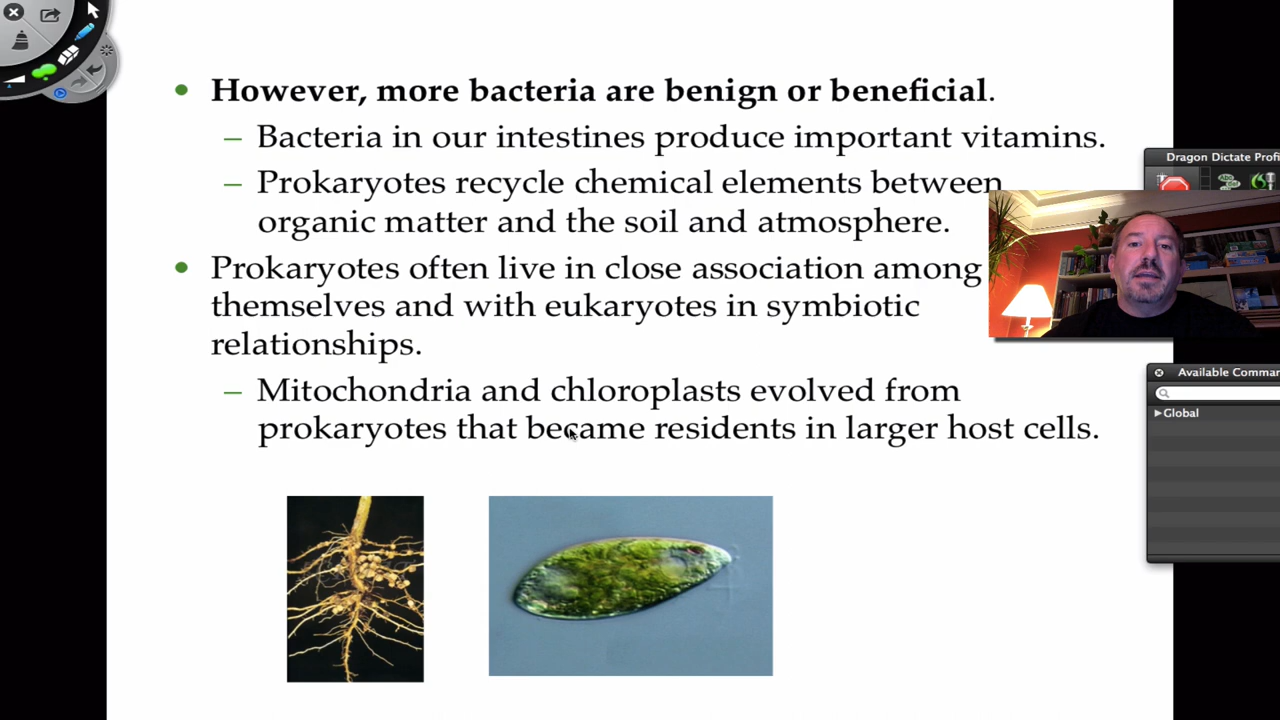 • However, more bacteria are benign or beneficial.
– Bacteria in our intestines produce important vitamins.
– Prokaryotes recycle chemical elements between
organic matter and the soil and atmosphere.
• Prokaryotes often live in close association among
themselves and with eukaryotes in symbiotic
relationships.
– Mitochondria and chloroplasts evolved from
prokaryotes that became residents in larger host cells.
Dragon Dictate Profi
Available Comman
Global